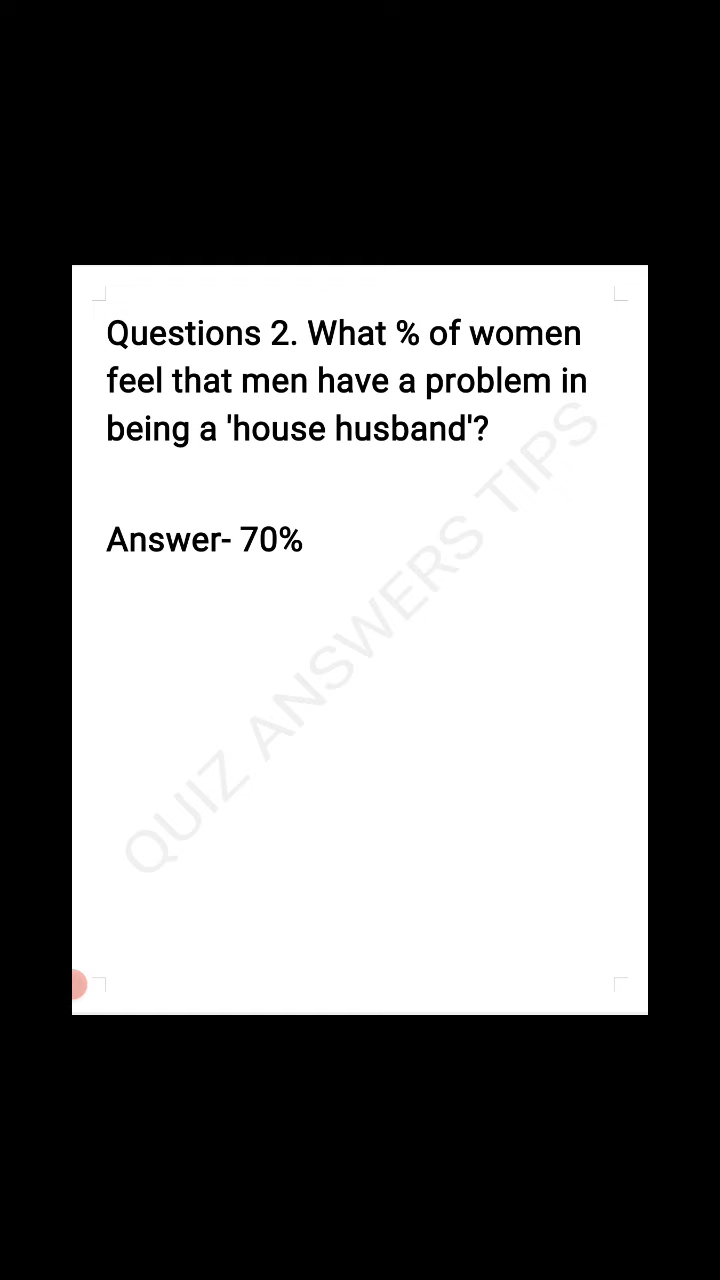 Questions 2. What % of women
feel that men have a problem in
being a 'house husband'?
Answer- 70%
QUIZ ANSWERS TIPS